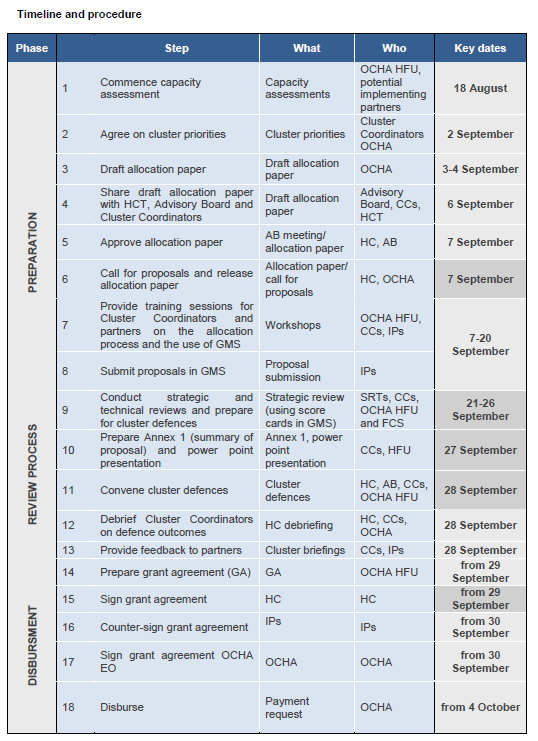 Timeline and procedure
Phase Step What Who Key dates
PREPARATION
1 Commence capacity assessment Capacity assessments OCHA HFU, potential implementing partners 18 August
2 Agree on cluster priorities Cluster priorities Cluster Coordinators OCHA 2 September
3 Draft allocation paper Draft allocation paper OCHA 3-4 September
4 Share draft allocation paper with HCT, Advisory Board and Cluster Coordinators Draft allocation paper Advisory Board, CCs, HCT 6 September
5 Approve allocation paper AB meeting/ allocation paper HC, AB 7 September
6 Call for proposals and release allocation paper Allocation paper/ call for proposals HC, OCHA 7 September
7 Provide training sessions for Cluster Coordinators and partners on the allocation process and the use of GMS Workshops OCHA HFU, CCs, IPs 7-20 September
8 Submit proposals in GMS Proposal submission IPs
REVIEW PROCESS
9 Conduct strategic and technical reviews and prepare for cluster defences Strategic review (using score cards in GMS) SRTs, CCs, OCHA HFU and FCS 21-26 September
10 Prepare Annex 1 (summary of proposal) and power point presentation Annex 1, power point presentation CCs, HFU 27 September
11 Convene cluster defences Cluster defences HC, AB, CCs, OCHA HFU 28 September
12 Debrief Cluster Coordinators on defence outcomes HC debriefing HC, CCs, OCHA 28 September
13 Provide feedback to partners Cluster briefings CCs, IPs 28 September
DISBURSMENT
14 Prepare grant agreement (GA) GA OCHA HFU from 29 September
15 Sign grant agreement HC HC from 29 September
16 Counter-sign grant agreement IPs IPs from 30 September
17 Sign grant agreement OCHA EO OCHA OCHA from 30 September
18 Disburse Payment request OCHA from 4 October